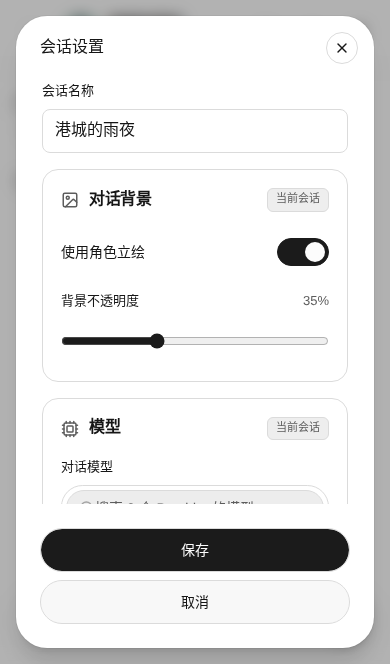 会话设置
会话名称
港城的雨夜
对话背景
当前会话
使用角色立绘
背景不透明度
35%
模型
当前会话
对话模型
保存
取消